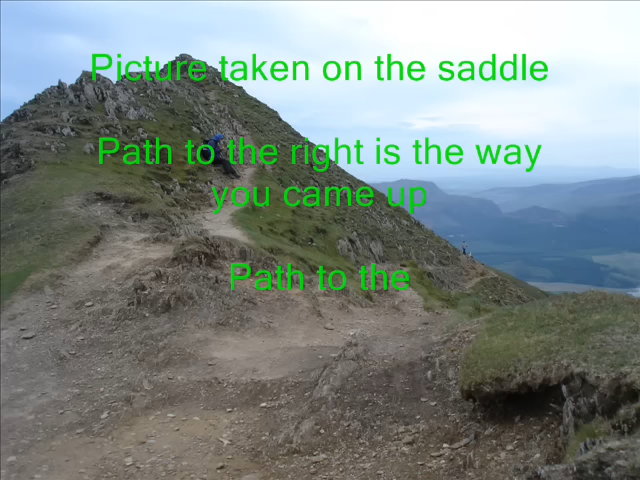 Picture taken on the saddle
Path to the right is the way
you came up
Path to the